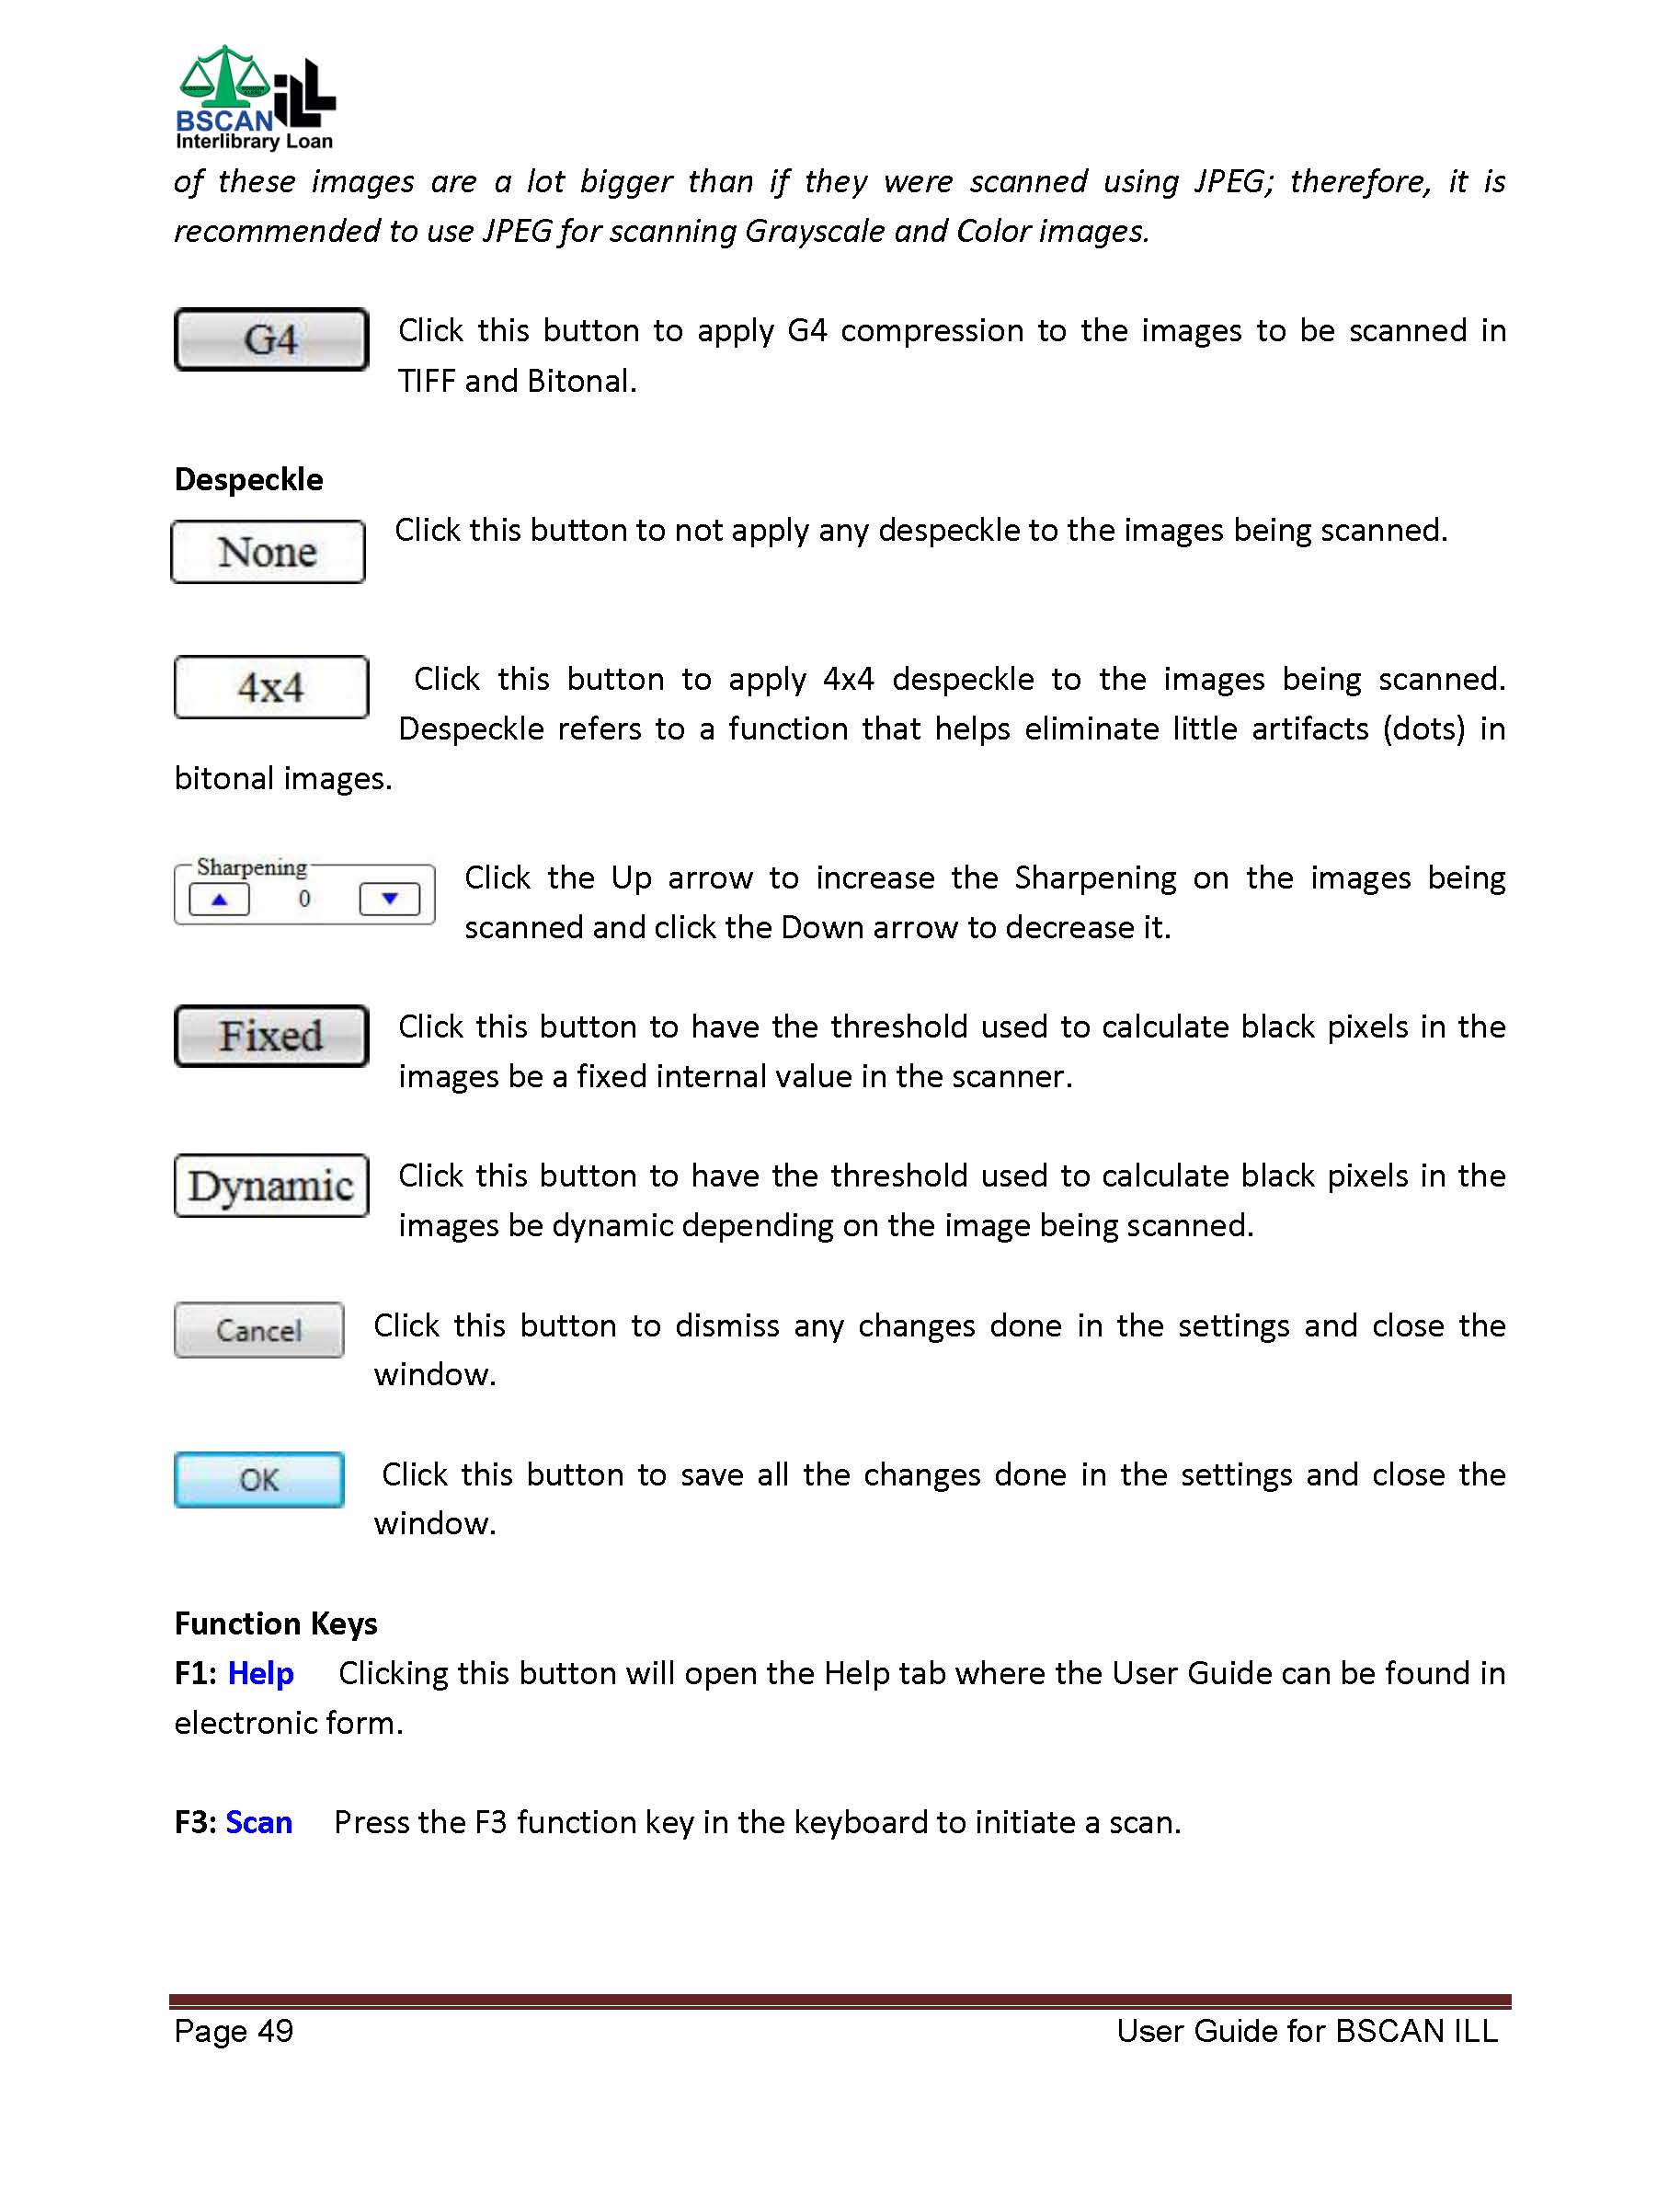 BSCAN ILL
Interlibrary Loan
of these images are a lot bigger than if they were scanned using JPEG; therefore, it is
recommended to use JPEG for scanning Grayscale and Color images.
G4
Click this button to apply G4 compression to the images to be scanned in
TIFF and Bitonal.
Despeckle
None
Click this button to not apply any despeckle to the images being scanned.
4x4
Click this button to apply 4x4 despeckle to the images being scanned.
Despeckle refers to a function that helps eliminate little artifacts (dots) in
bitonal images.
Sharpening
0
Click the Up arrow to increase the Sharpening on the images being
scanned and click the Down arrow to decrease it.
Fixed
Click this button to have the threshold used to calculate black pixels in the
images be a fixed internal value in the scanner.
Dynamic
Click this button to have the threshold used to calculate black pixels in the
images be dynamic depending on the image being scanned.
Cancel
Click this button to dismiss any changes done in the settings and close the
window.
OK
Click this button to save all the changes done in the settings and close the
window.
Function Keys
F1: Help Clicking this button will open the Help tab where the User Guide can be found in
electronic form.
F3: Scan Press the F3 function key in the keyboard to initiate a scan.
Page 49 User Guide for BSCAN ILL